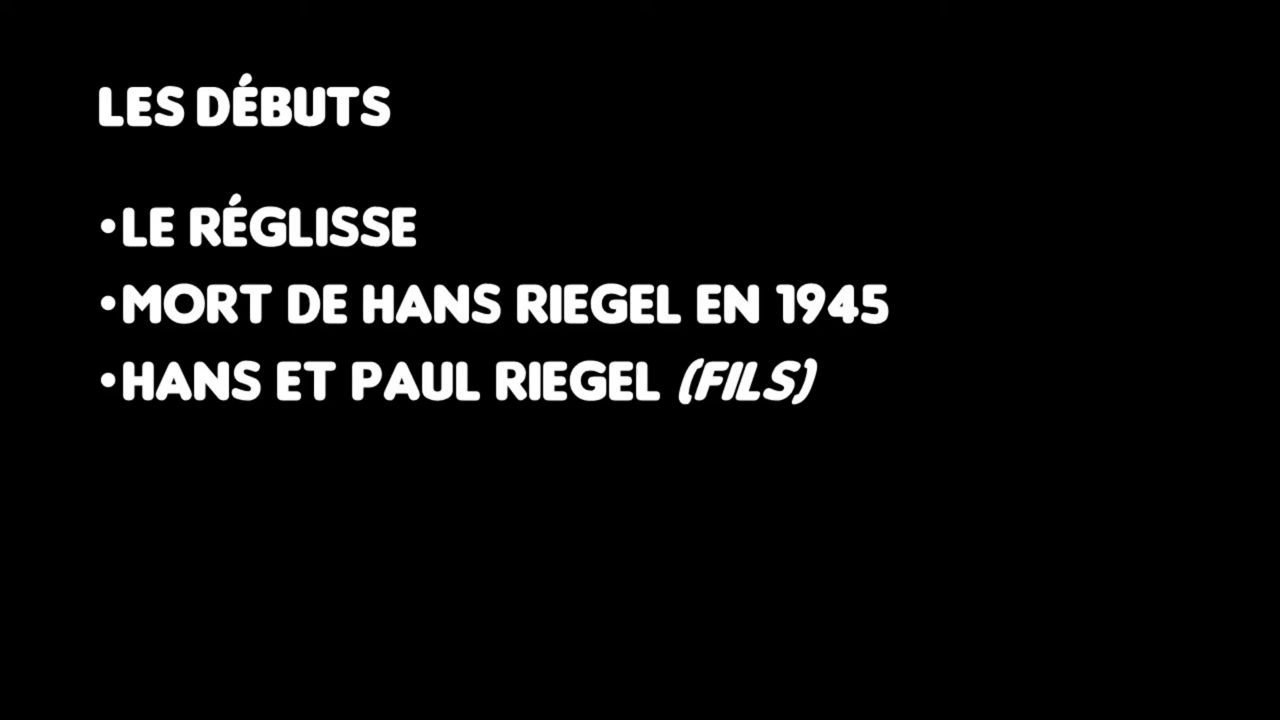 LES DÉBUTS
•LE RÉGLISSE
•MORT DE HANS RIEGEL EN 1945
•HANS ET PAUL RIEGEL (FILS)